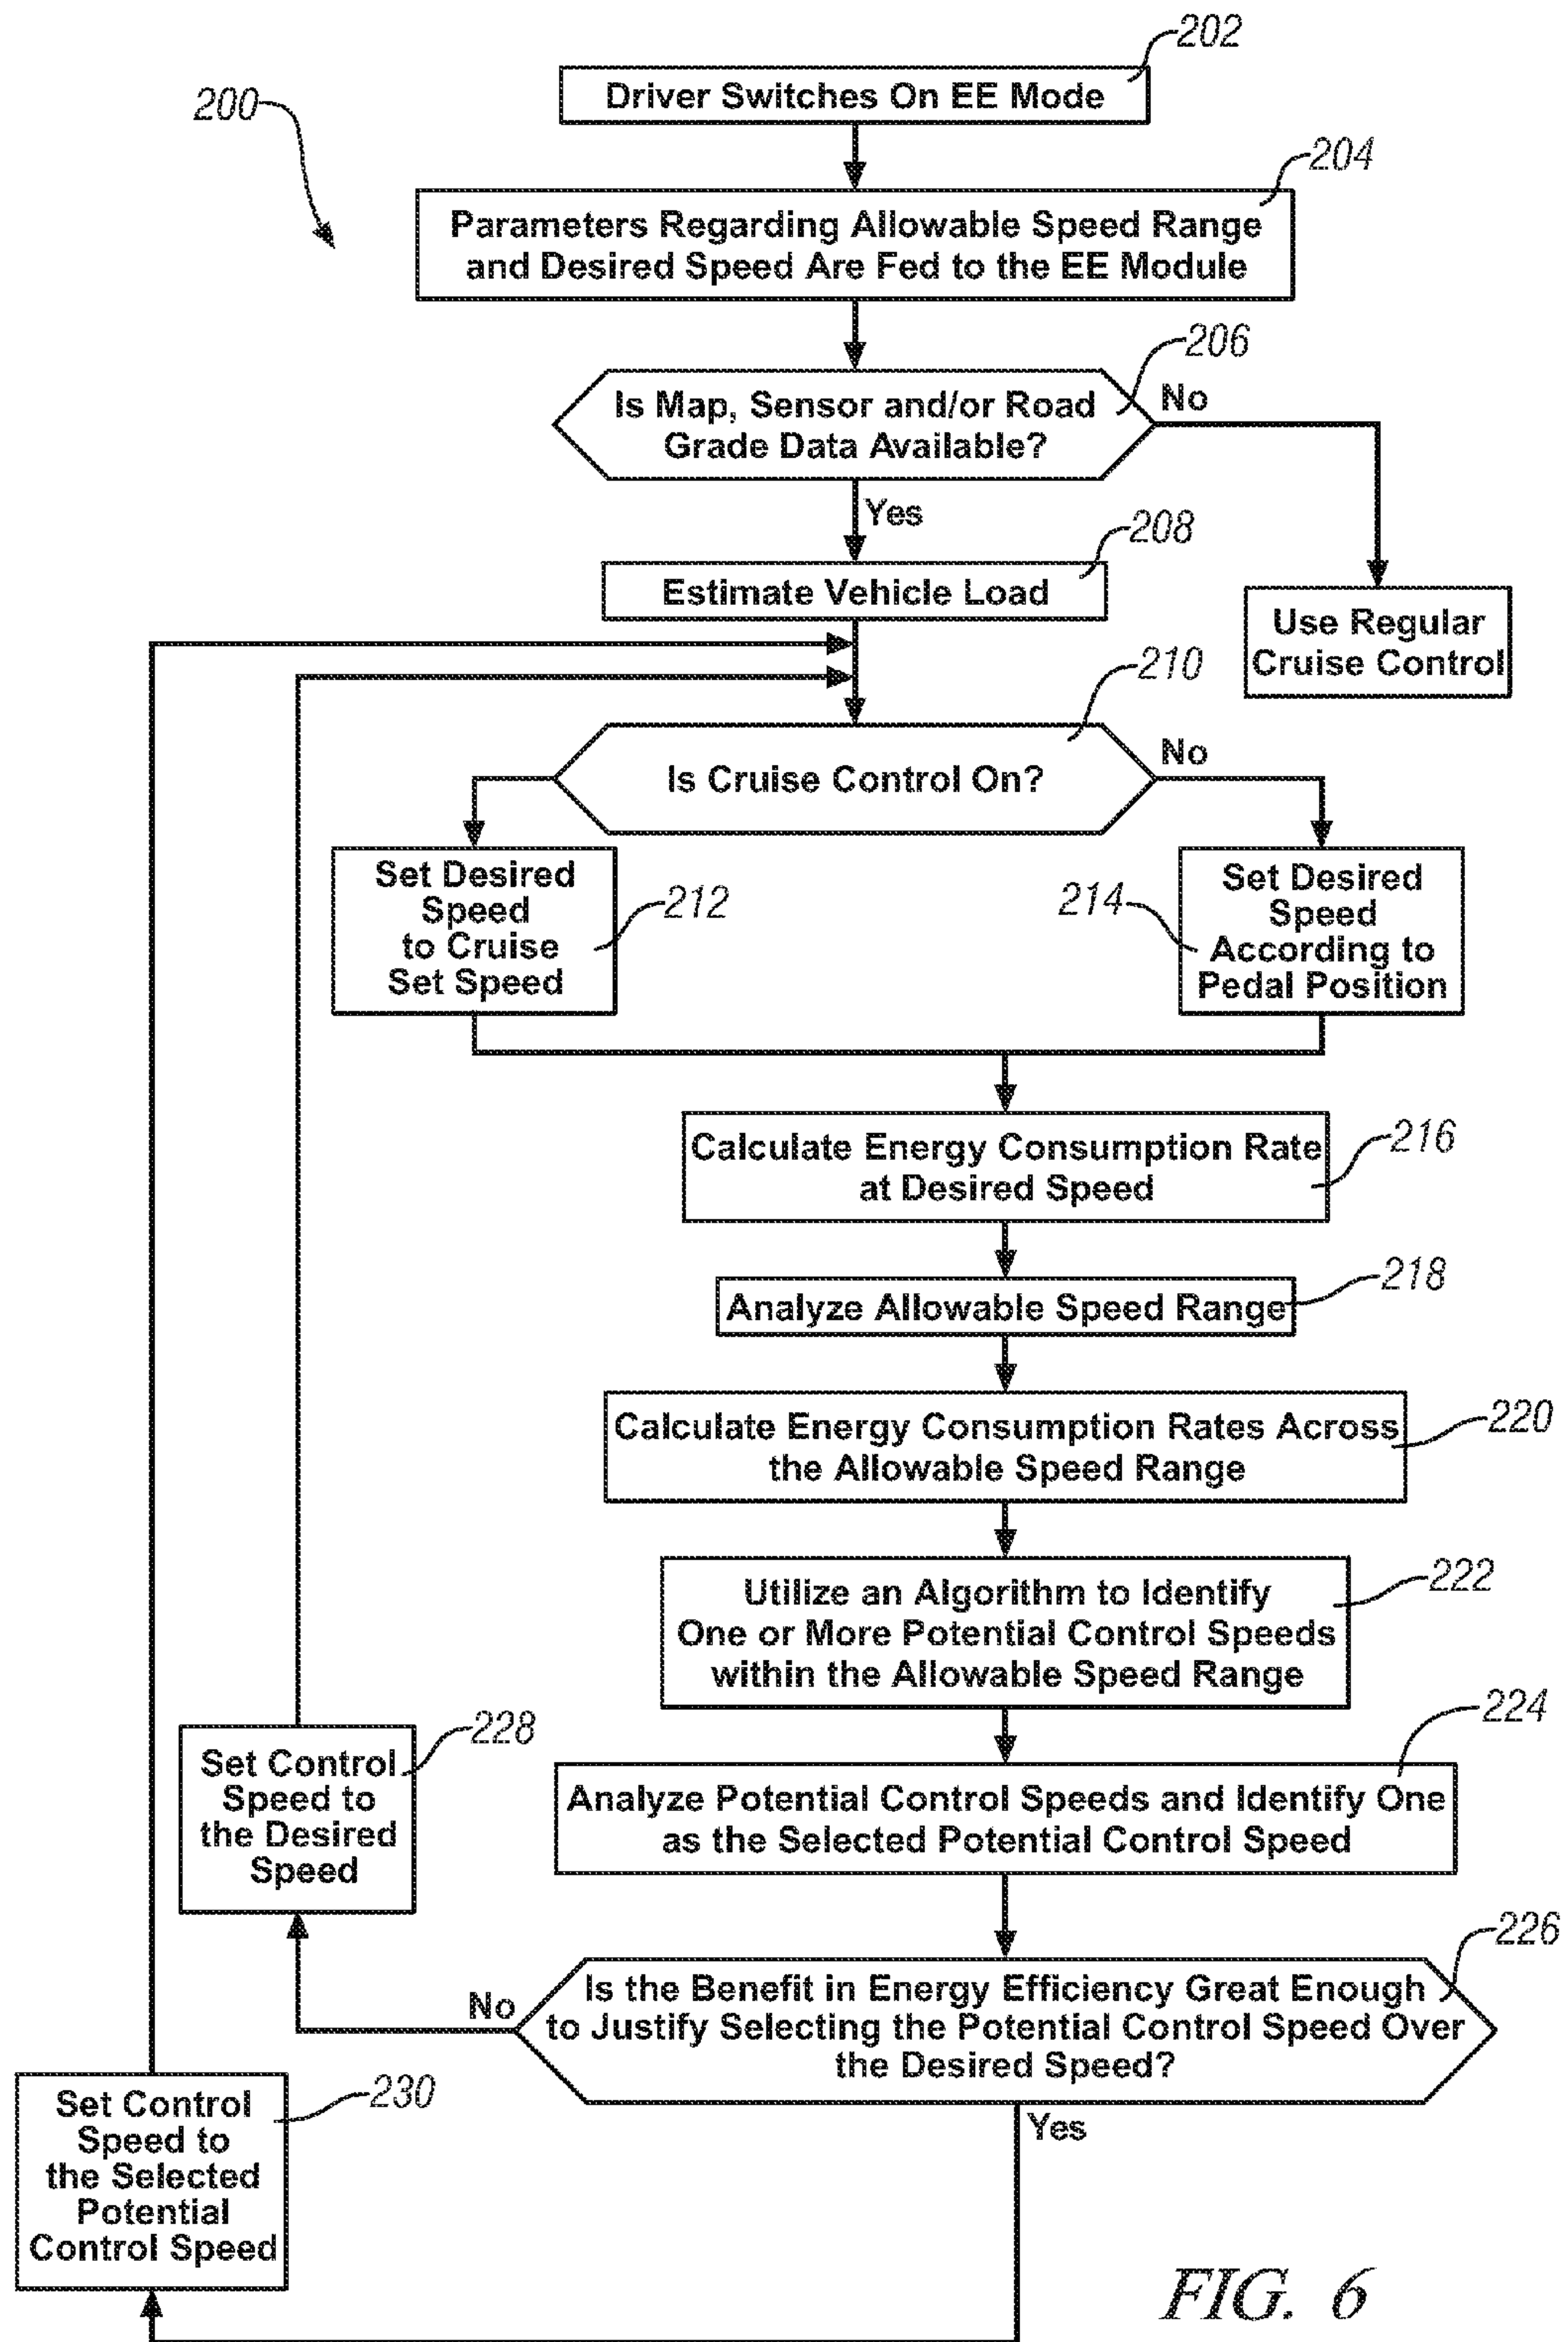 202
Driver Switches On EE Mode
200
204
Parameters Regarding Allowable Speed Range
and Desired Speed Are Fed to the EE Module
206
Is Map, Sensor and/or Road
Grade Data Available?
No
Yes
208
Estimate Vehicle Load
Use Regular
Cruise Control
210
Is Cruise Control On?
No
Set Desired
Speed
to Cruise
Set Speed
212
214
Set Desired
Speed
According to
Pedal Position
Calculate Energy Consumption Rate
at Desired Speed
216
Analyze Allowable Speed Range
218
Calculate Energy Consumption Rates Across
the Allowable Speed Range
220
Utilize an Algorithm to Identify
One or More Potential Control Speeds
within the Allowable Speed Range
222
224
Analyze Potential Control Speeds and Identify One
as the Selected Potential Control Speed
228
Set Control
Speed to
the Desired
Speed
226
Is the Benefit in Energy Efficiency Great Enough
to Justify Selecting the Potential Control Speed Over
the Desired Speed?
No
Yes
230
Set Control
Speed to
the Selected
Potential
Control Speed
FIG. 6